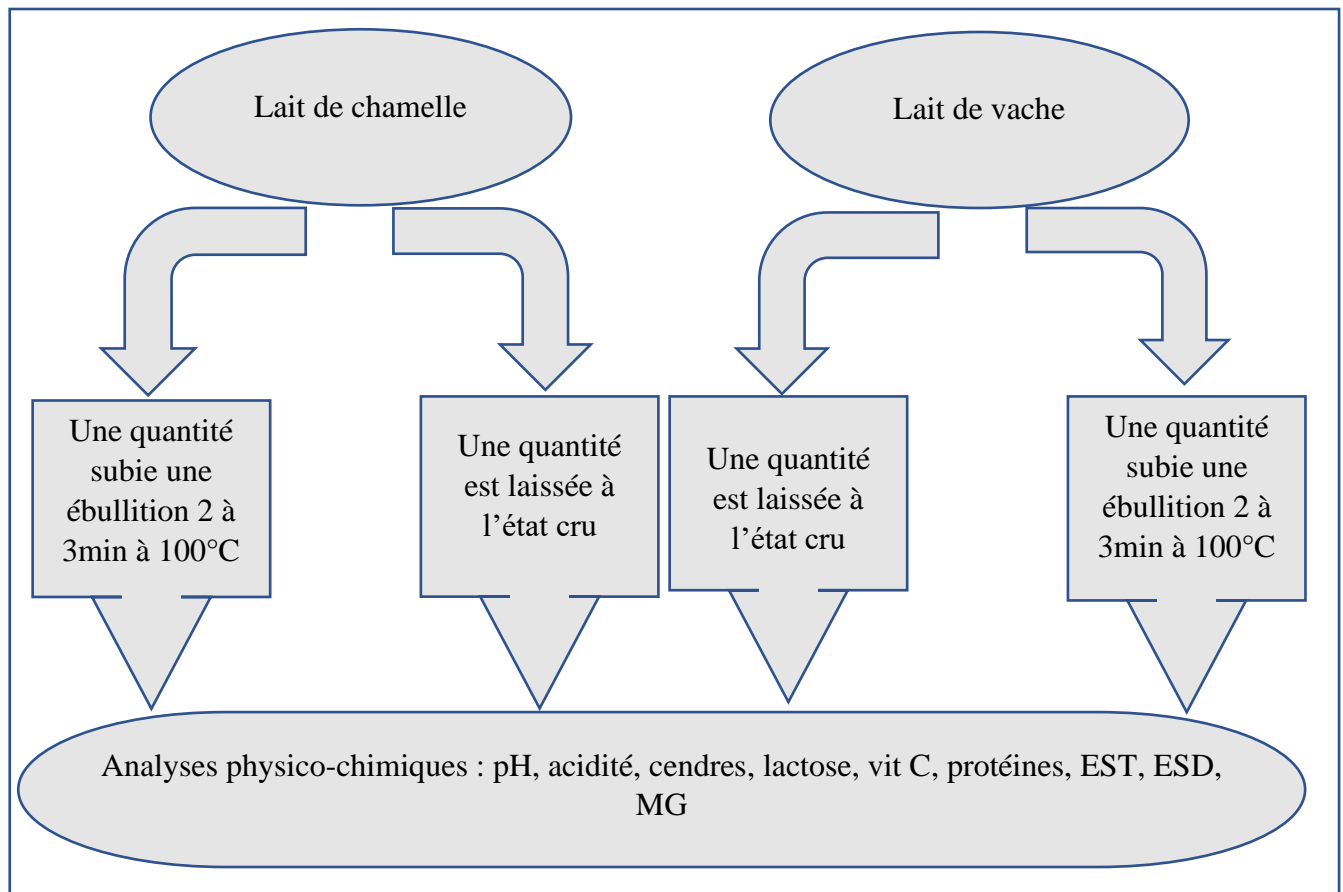 Lait de chamelle
Lait de vache
Une quantité
subie une
ébullition 2 à
3min à 100°C
Une quantité
est laissée à
l’état cru
Une quantité
est laissée à
l’état cru
Une quantité
subie une
ébullition 2 à
3min à 100°C
Analyses physico-chimiques : pH, acidité, cendres, lactose, vit C, protéines, EST, ESD,
MG